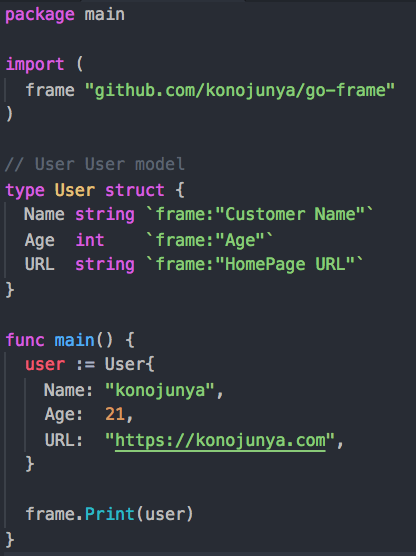 package main

import (
  frame "github.com/konojunya/go-frame"
)

// User User model
type User struct {
  Name string `frame:"Customer Name"`
  Age  int    `frame:"Age"`
  URL  string `frame:"HomePage URL"`
}

func main() {
  user := User{
    Name: "konojunya",
    Age:  21,
    URL:  "https://konojunya.com",
  }

  frame.Print(user)
}